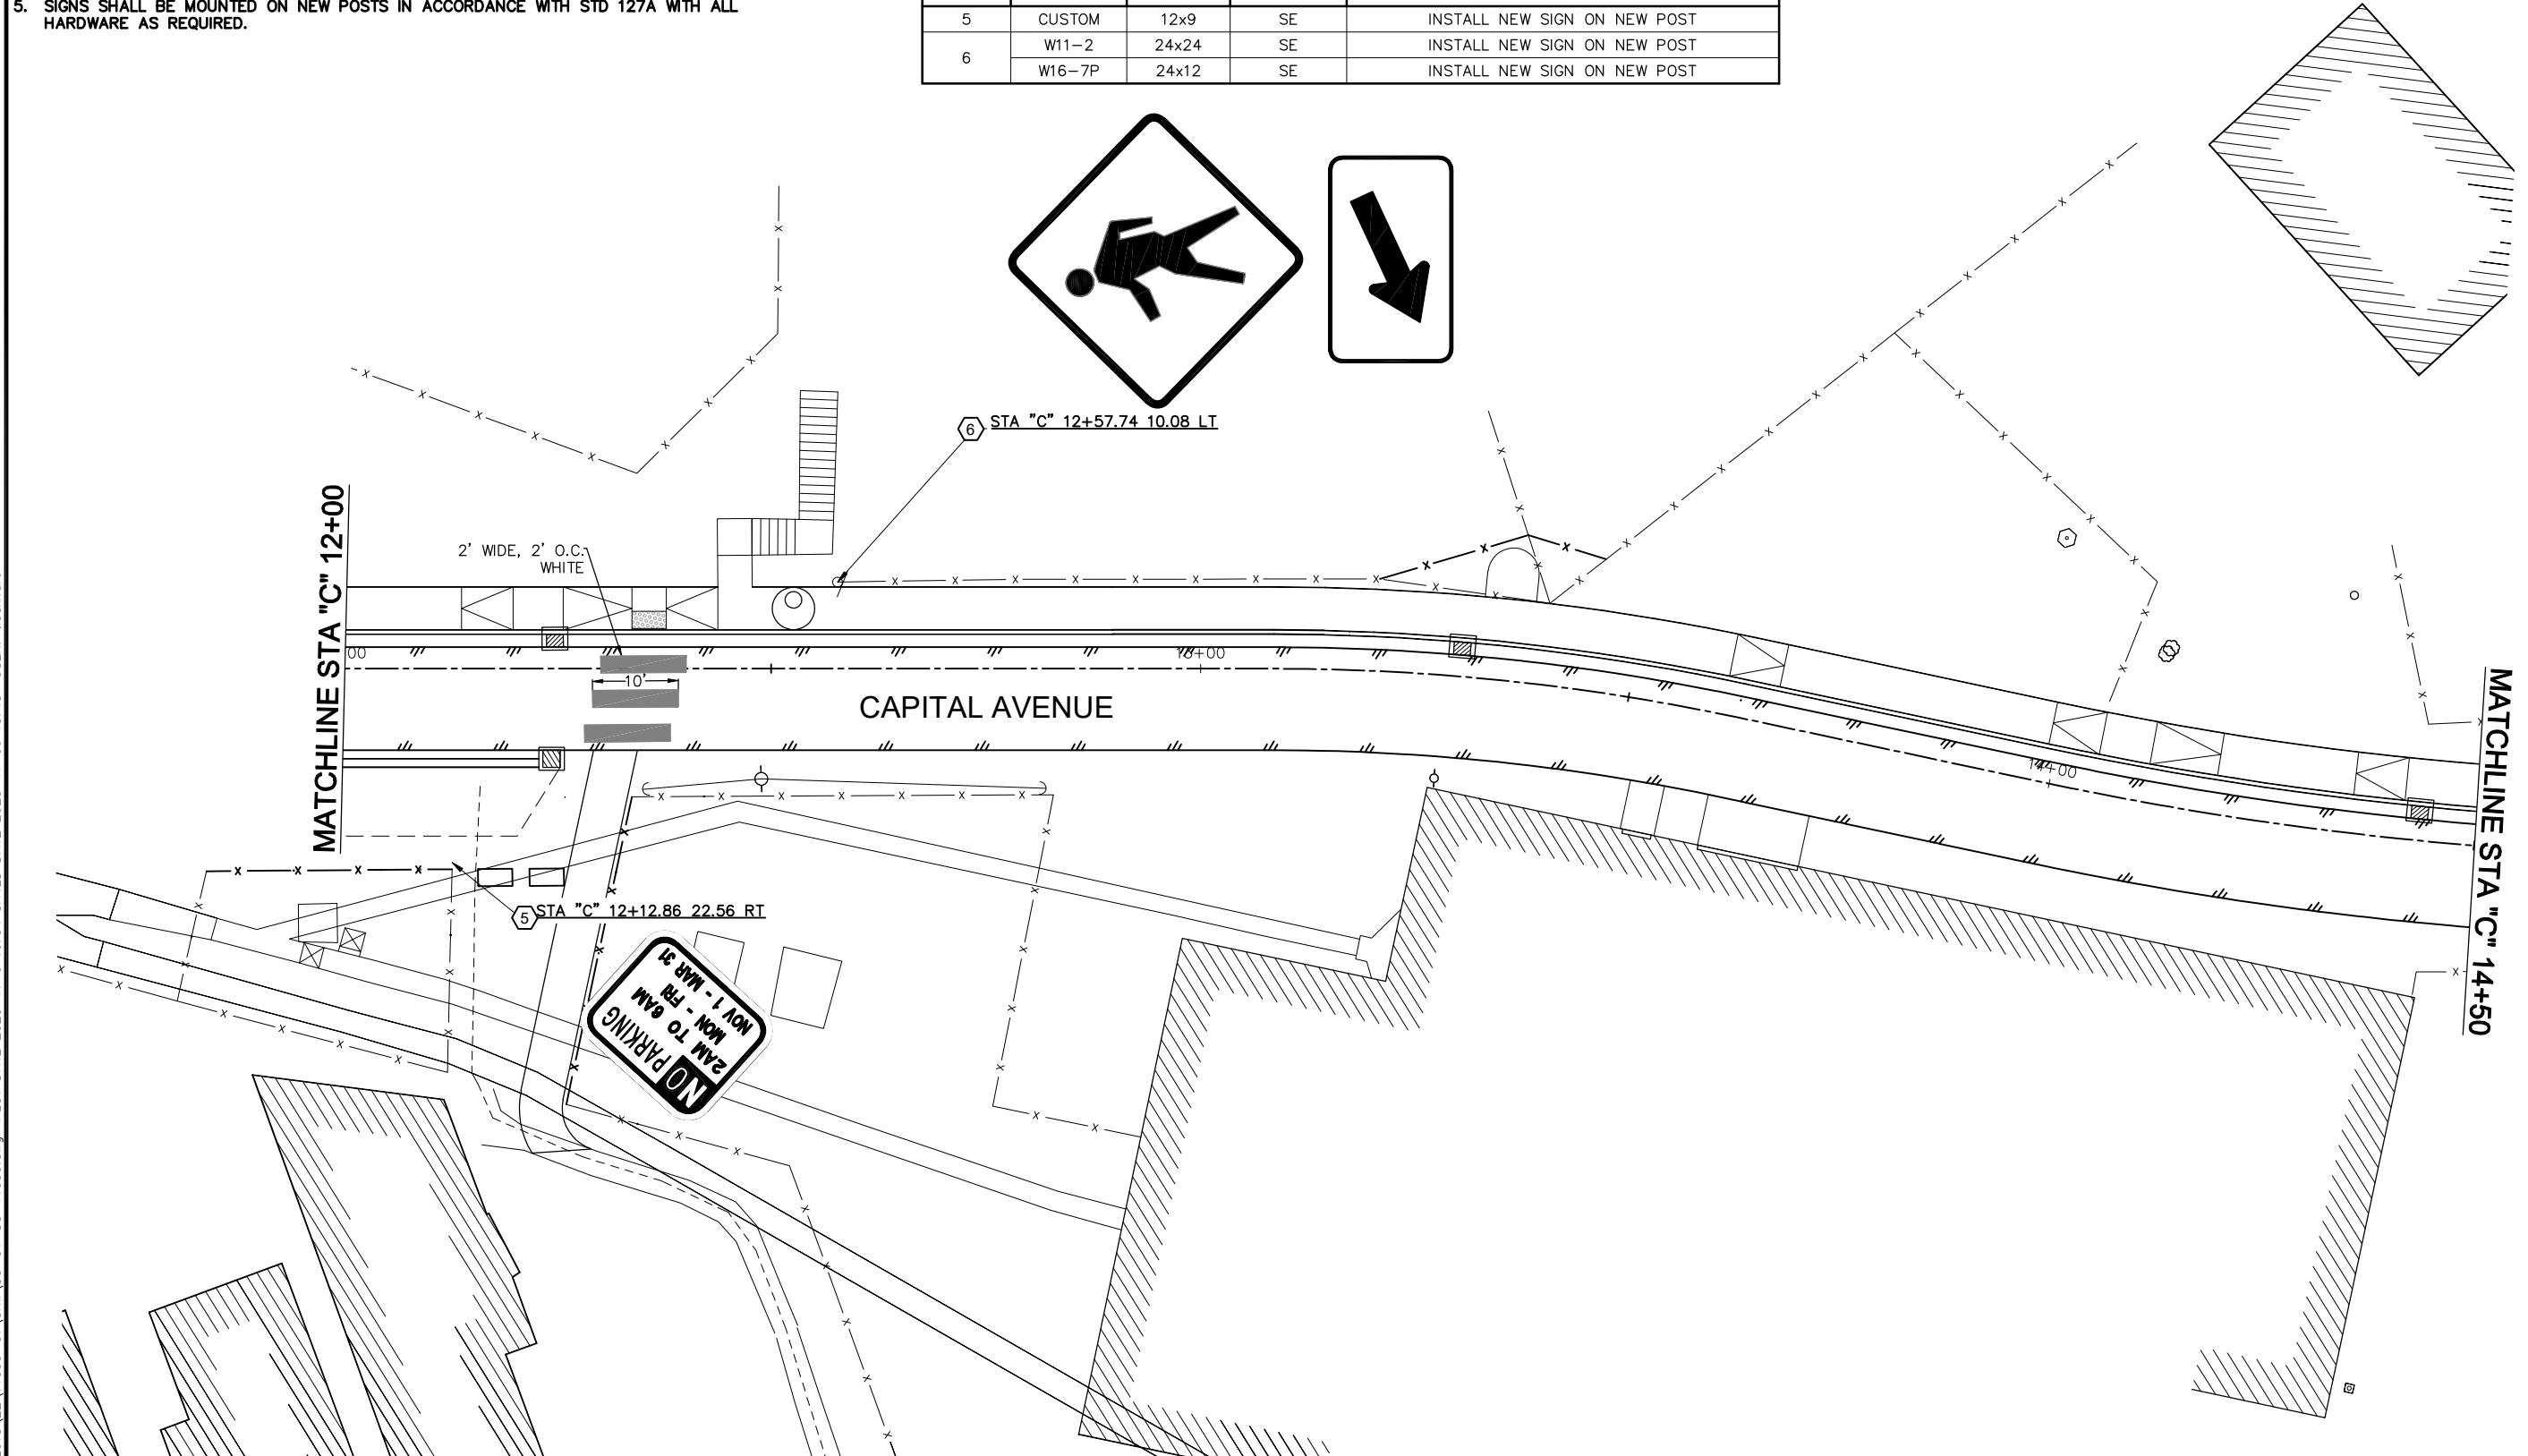 5. SIGNS SHALL BE MOUNTED ON NEW POSTS IN ACCORDANCE WITH STD 127A WITH ALL
HARDWARE AS REQUIRED.
5 CUSTOM 12x9 SE INSTALL NEW SIGN ON NEW POST
6 W11-2 24x24 SE INSTALL NEW SIGN ON NEW POST
W16-7P 24x12 SE INSTALL NEW SIGN ON NEW POST
6 STA "C" 12+57.74 10.08 LT
MATCHLINE STA "C" 12+00
2' WIDE, 2' O.C.
WHITE
00
13+00
10'
CAPITAL AVENUE
14+00
MATCHLINE STA "C" 14+50
5 STA "C" 12+12.86 22.56 RT
NO PARKING
2AM TO 6AM
MON - FRI
NOV 1 - MAR 31